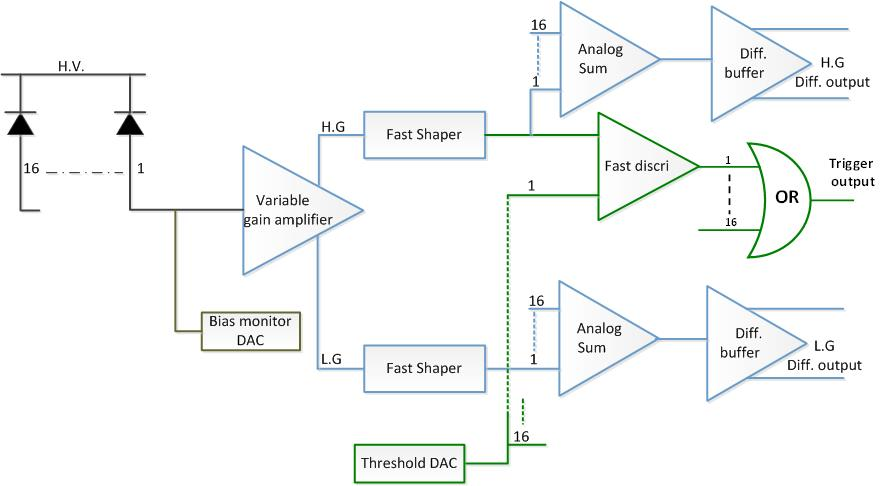 H.V.
16
1
Variable
gain amplifier
Bias monitor
DAC
H.G
L.G
Fast Shaper
Fast Shaper
16
1
Analog
Sum
Diff.
buffer
H.G
Diff. output
1
Fast discri
1
16
OR
Trigger
output
16
1
Analog
Sum
Diff.
buffer
L.G
Diff. output
16
Threshold DAC